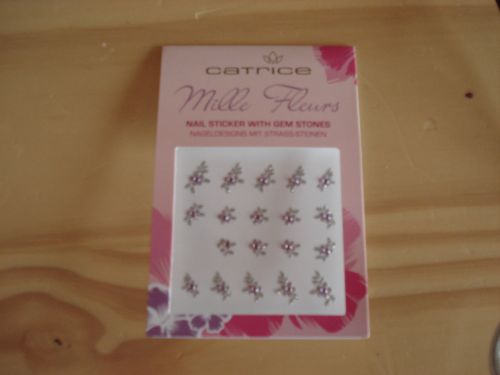 CATRICE
Mille Fleurs
NAIL STICKER WITH GEM STONES
NAGELDESIGNS MIT STRASS-STEINEN